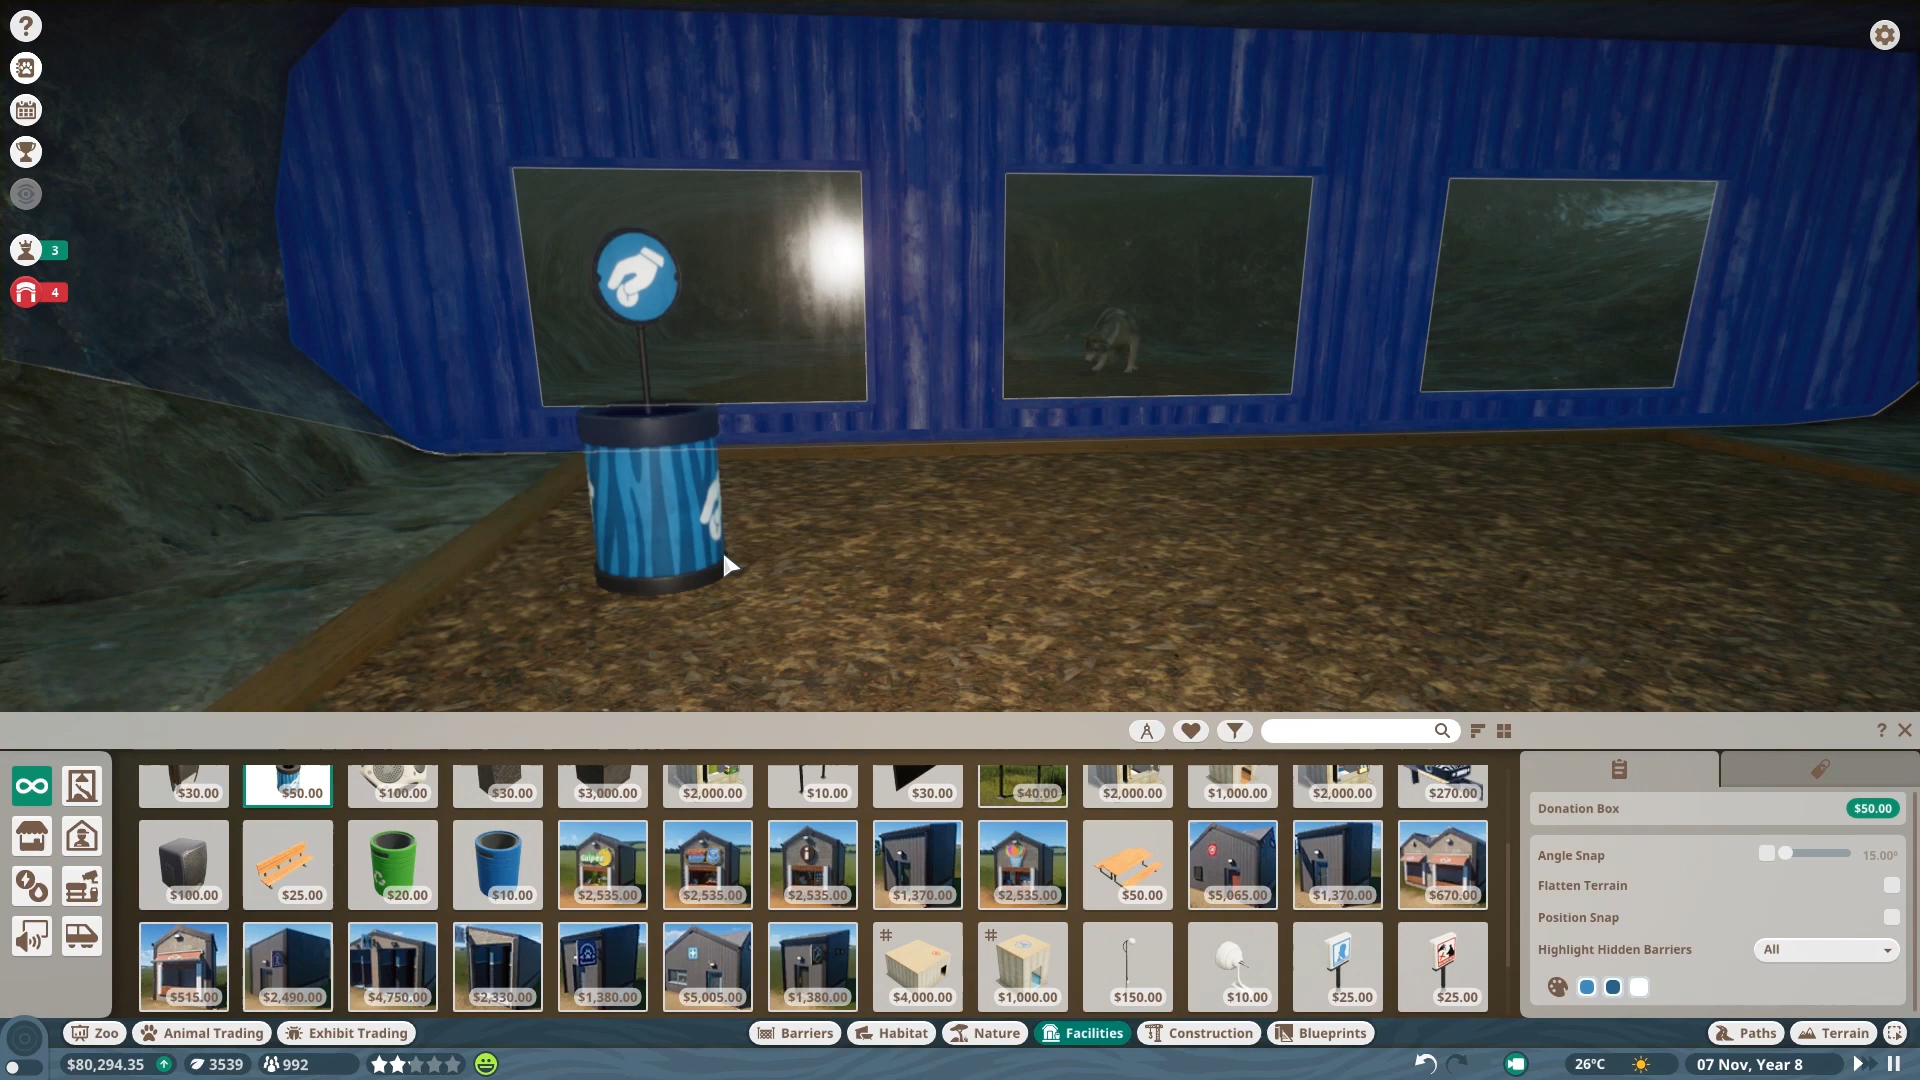 ?
3
4
?
$30.00 $50.00 $100.00 $30.00 $3,000.00 $2,000.00 $10.00 $30.00 $40.00 $2,000.00 $1,000.00 $2,000.00 $270.00
$100.00 $25.00 $20.00 $10.00 $2,535.00 $2,535.00 $2,535.00 $1,370.00 $2,535.00 $50.00 $5,065.00 $1,370.00 $670.00
$515.00 $2,490.00 $4,750.00 $2,330.00 $1,380.00 $5,005.00 $1,380.00 $4,000.00 $1,000.00 $150.00 $10.00 $25.00 $25.00
Donation Box $50.00
Angle Snap 15.00°
Flatten Terrain
Position Snap
Highlight Hidden Barriers All
Zoo Animal Trading Exhibit Trading Barriers Habitat Nature Facilities Construction Blueprints Paths Terrain
$80,294.35 3539 992 26°C 07 Nov, Year 8